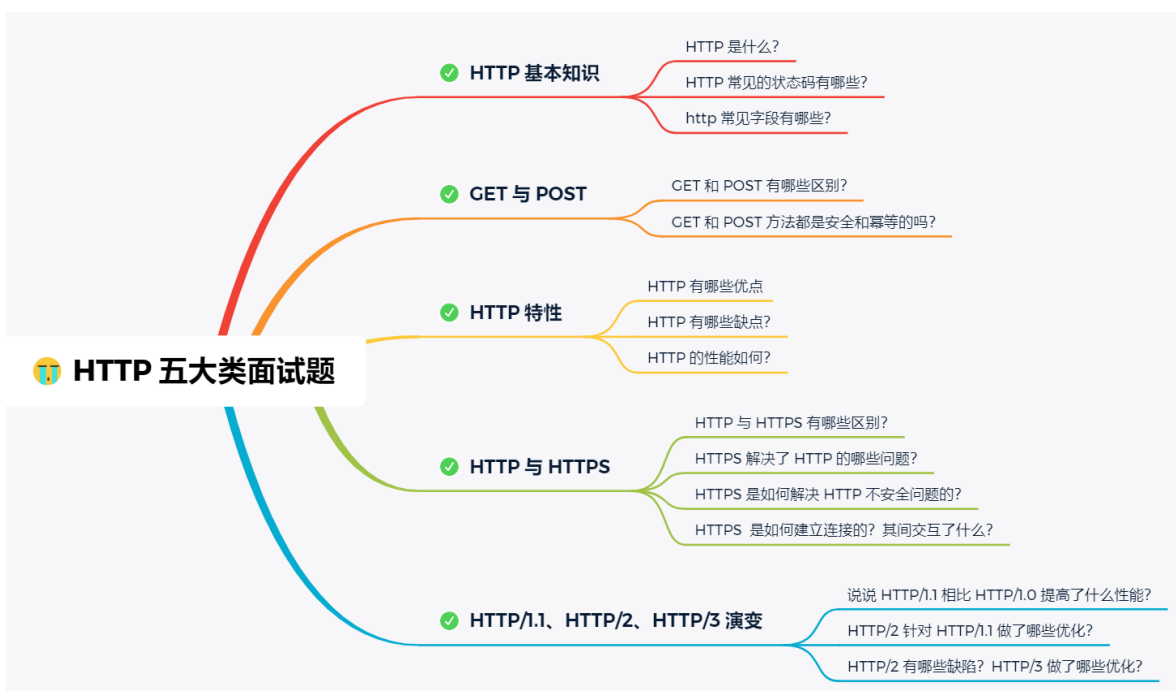 HTTP 五大类面试题
HTTP 基本知识
HTTP 是什么?
HTTP 常见的状态码有哪些?
http 常见字段有哪些?
GET 与 POST
GET 和 POST 有哪些区别?
GET 和 POST 方法都是安全和幂等的吗?
HTTP 特性
HTTP 有哪些优点
HTTP 有哪些缺点?
HTTP 的性能如何?
HTTP 与 HTTPS
HTTP 与 HTTPS 有哪些区别?
HTTPS 解决了 HTTP 的哪些问题?
HTTPS 是如何解决 HTTP 不安全问题的?
HTTPS 是如何建立连接的? 其间交互了什么?
HTTP/1.1、HTTP/2、HTTP/3 演变
说说 HTTP/1.1 相比 HTTP/1.0 提高了什么性能?
HTTP/2 针对 HTTP/1.1 做了哪些优化?
HTTP/2 有哪些缺陷? HTTP/3 做了哪些优化?